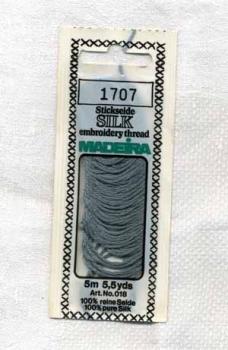 1707
Stickseide
SILK
embroidery thread
MADEIRA
5m 5,5yds
Art. No. 018
100% reine Seide
100% pure Silk